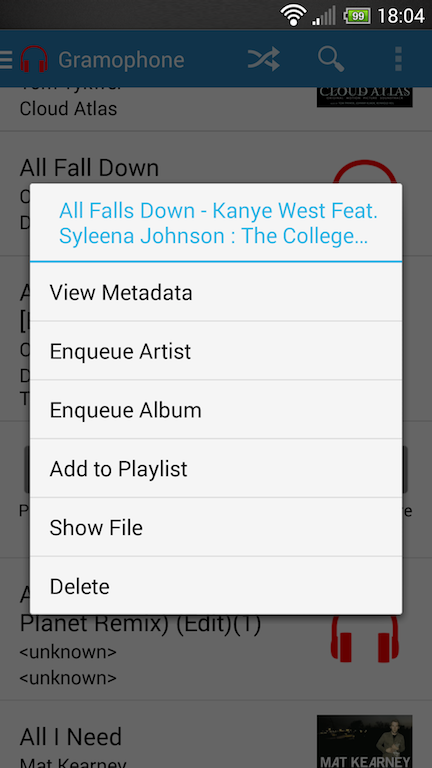 99 18:04
Gramophone
CLOUD ATLAS
Cloud Atlas
All Fall Down
All Falls Down - Kanye West Feat.
Syleena Johnson : The College...
View Metadata
Enqueue Artist
Enqueue Album
Add to Playlist
Show File
Delete
Planet Remix) (Edit)(1)
<unknown>
<unknown>
All I Need
MAT KEARNEY
Mat Kearney